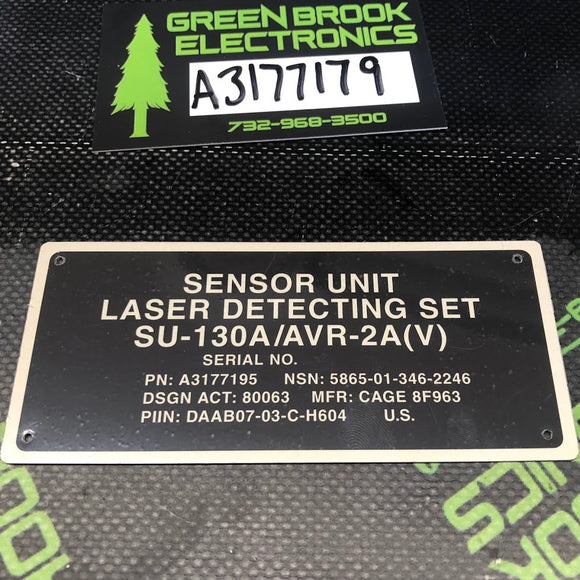 GREEN BROOK
ELECTRONICS
A3177179
732-968-3500
SENSOR UNIT
LASER DETECTING SET
SU-130A/AVR-2A(V)
SERIAL NO.
PN: A3177195 NSN: 5865-01-346-2246
DSGN ACT: 80063 MFR: CAGE 8F963
PIIN: DAAB07-03-C-H604 U.S.